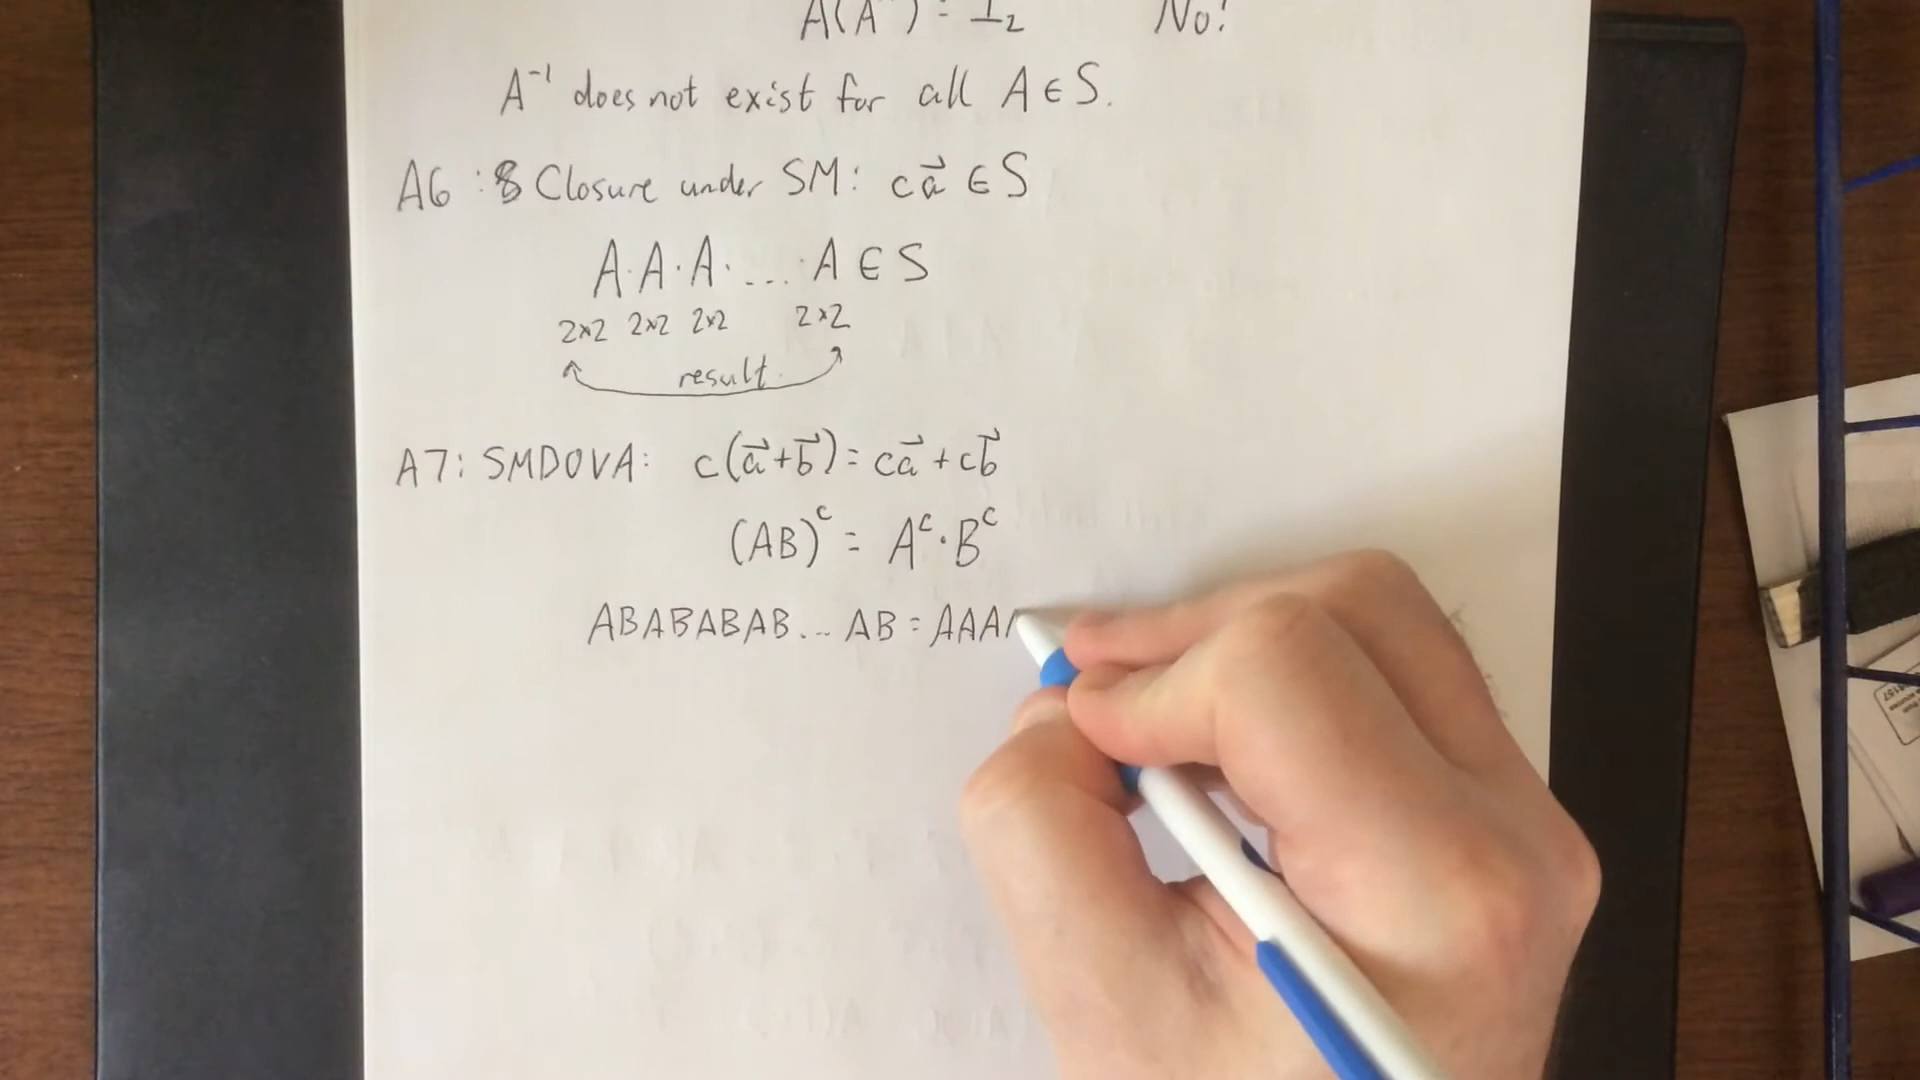 A(A⁻¹) = I₂ No!
A⁻¹ does not exist for all A ∈ S.
A6 : 8 Closure under SM: ca⃗ ∈ S
A·A·A· ... ·A ∈ S
2×2 2×2 2×2 2×2
result
A7: SMDOVA: c(a⃗+b⃗) = ca⃗ + cb⃗
(AB)ᶜ = Aᶜ·Bᶜ
ABABABAB... AB = AAA